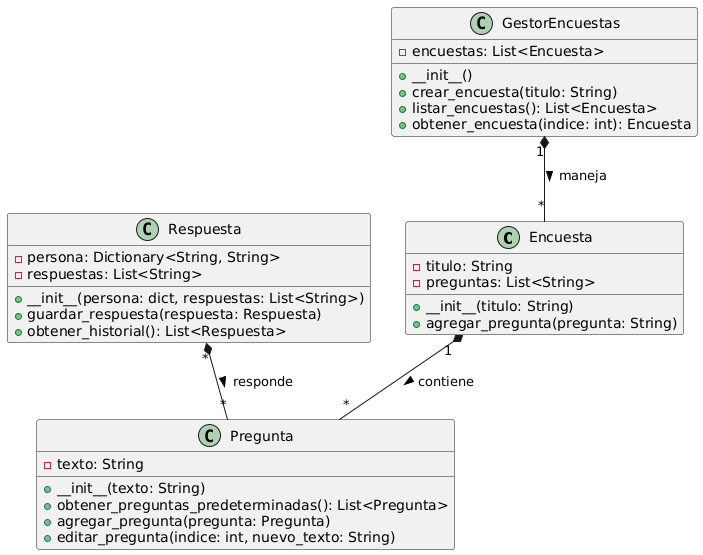 C GestorEncuestas
encuestas: List<Encuesta>
__init__()
crear_encuesta(titulo: String)
listar_encuestas(): List<Encuesta>
obtener_encuesta(indice: int): Encuesta
1
maneja
*
C Respuesta
persona: Dictionary<String, String>
respuestas: List<String>
__init__(persona: dict, respuestas: List<String>)
guardar_respuesta(respuesta: Respuesta)
obtener_historial(): List<Respuesta>
C Encuesta
titulo: String
preguntas: List<String>
__init__(titulo: String)
agregar_pregunta(pregunta: String)
*
responde
*
1
contiene
*
C Pregunta
texto: String
__init__(texto: String)
obtener_preguntas_predeterminadas(): List<Pregunta>
agregar_pregunta(pregunta: Pregunta)
editar_pregunta(indice: int, nuevo_texto: String)